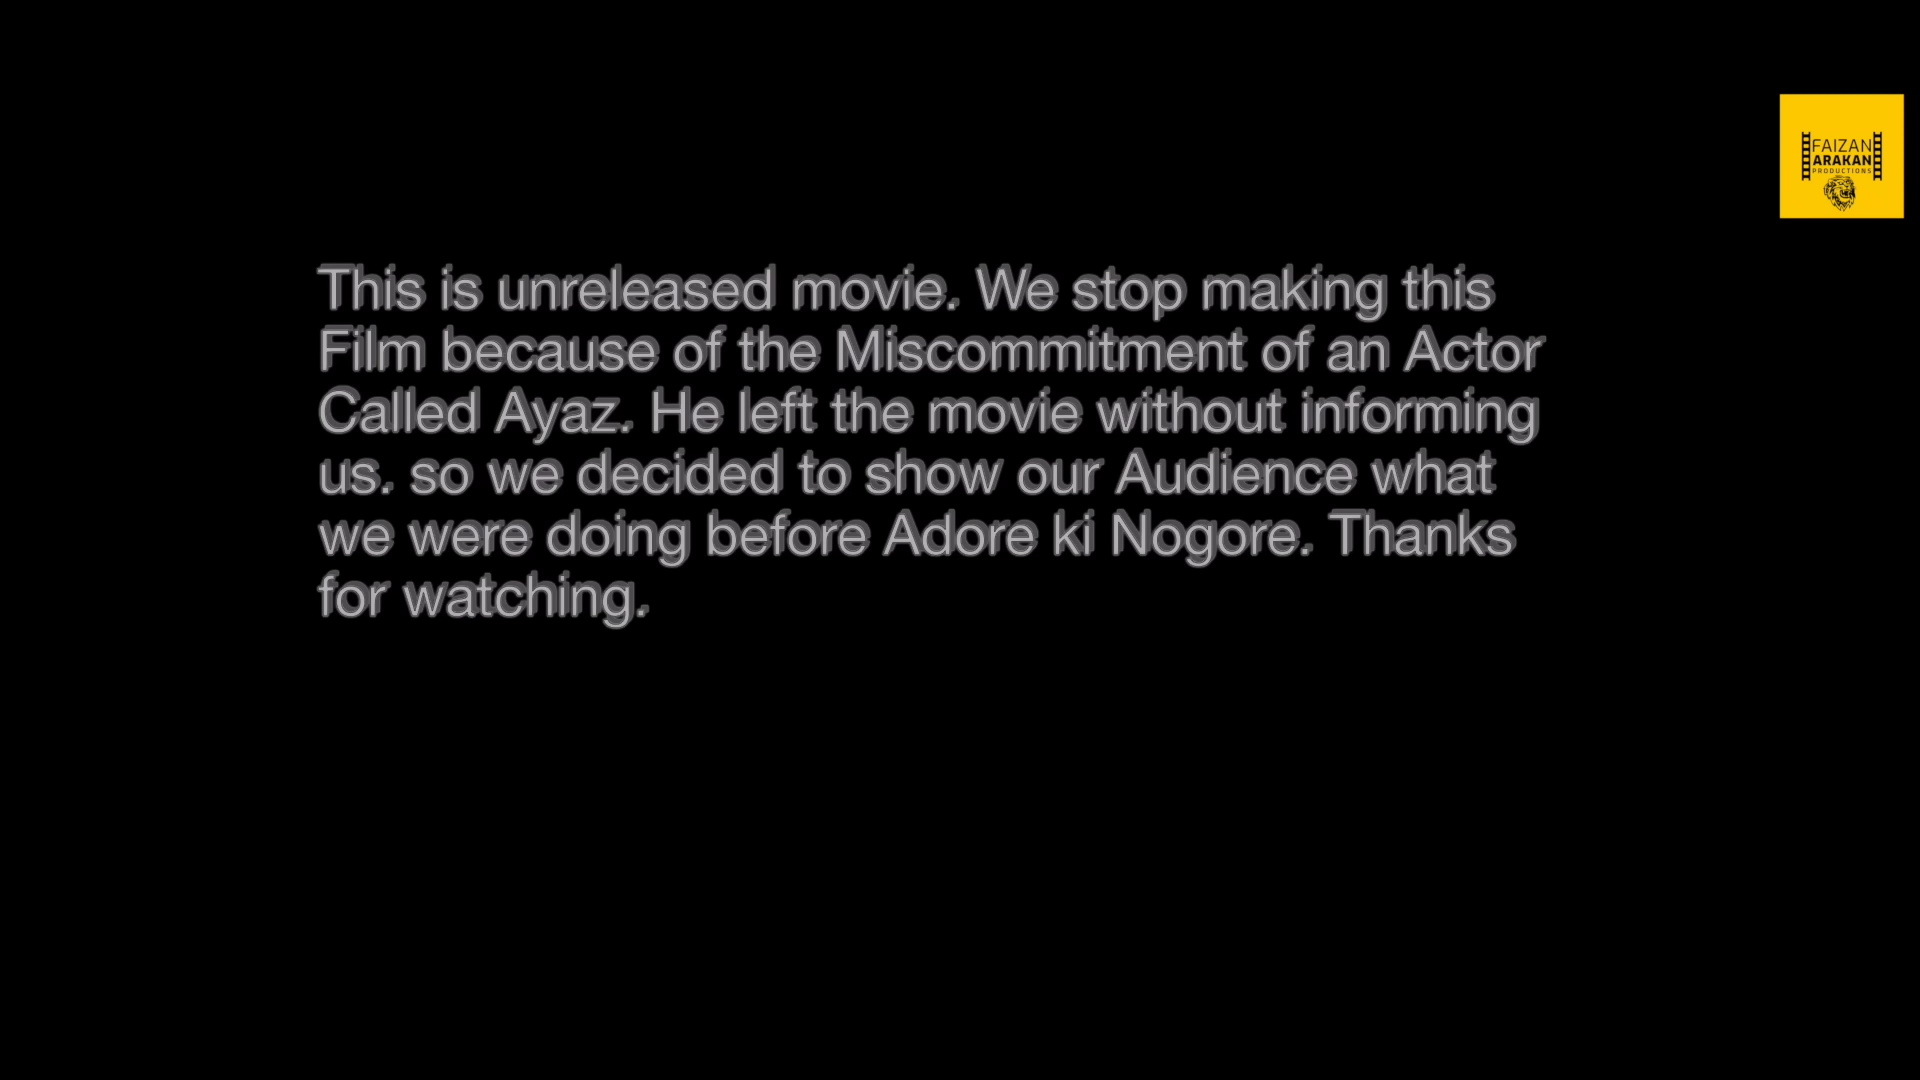 FAIZAN
ARAKAN
PRODUCTIONS
This is unreleased movie. We stop making this
Film because of the Miscommitment of an Actor
Called Ayaz. He left the movie without informing
us. so we decided to show our Audience what
we were doing before Adore ki Nogore. Thanks
for watching.